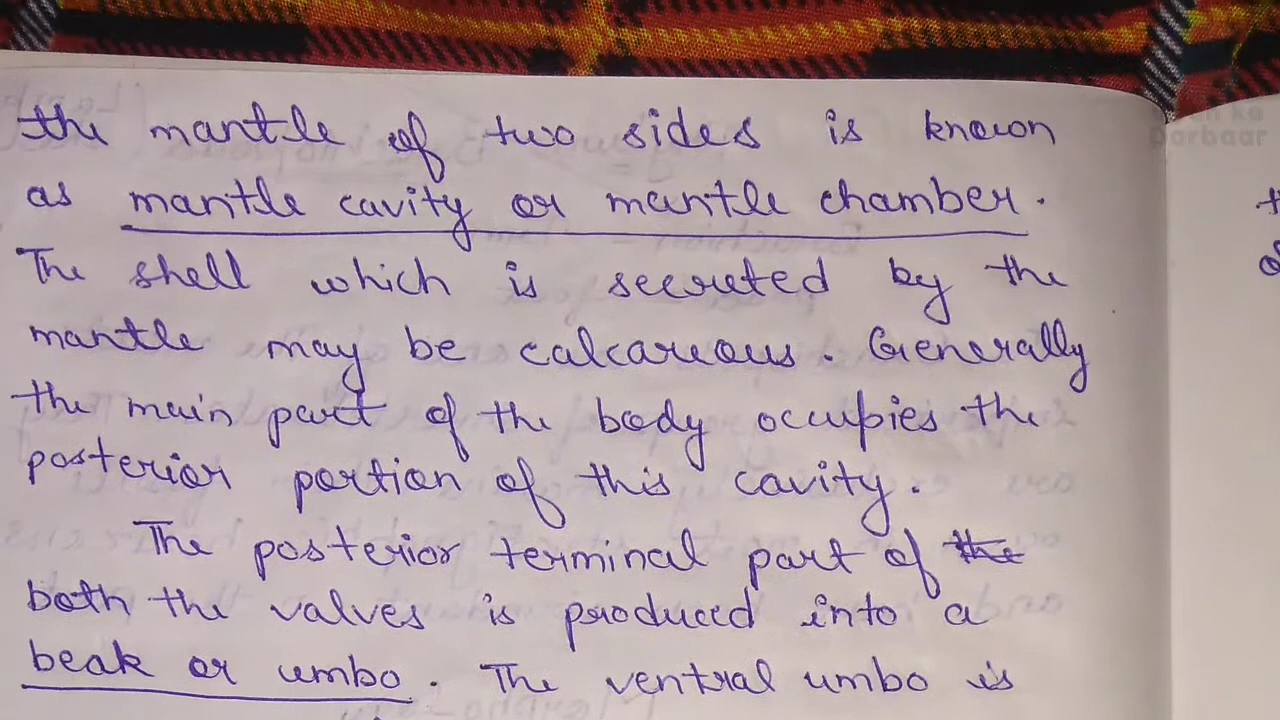 the mantle of two sides is known
as mantle cavity or mantle chamber.
The shell which is secreted by the
mantle may be calcareous. Generally
the main part of the body occupies the
posterior portion of this cavity.
The posterior terminal part of the
both the valves is produced into a
beak or umbo. The ventral umbo is
Darbaar